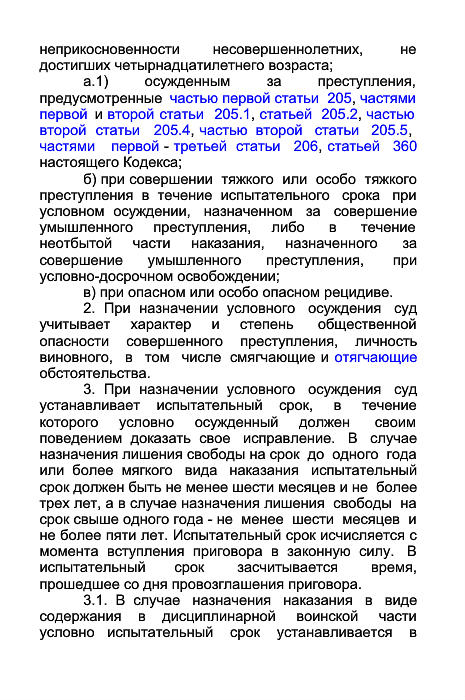 неприкосновенности несовершеннолетних, не
достигших четырнадцатилетнего возраста;
а.1) осужденным за преступления,
предусмотренные частью первой статьи 205, частями
первой и второй статьи 205.1, статьей 205.2, частью
второй статьи 205.4, частью второй статьи 205.5,
частями первой - третьей статьи 206, статьей 360
настоящего Кодекса;
б) при совершении тяжкого или особо тяжкого
преступления в течение испытательного срока при
условном осуждении, назначенном за совершение
умышленного преступления, либо в течение
неотбытой части наказания, назначенного за
совершение умышленного преступления, при
условно-досрочном освобождении;
в) при опасном или особо опасном рецидиве.
2. При назначении условного осуждения суд
учитывает характер и степень общественной
опасности совершенного преступления, личность
виновного, в том числе смягчающие и отягчающие
обстоятельства.
3. При назначении условного осуждения суд
устанавливает испытательный срок, в течение
которого условно осужденный должен своим
поведением доказать свое исправление. В случае
назначения лишения свободы на срок до одного года
или более мягкого вида наказания испытательный
срок должен быть не менее шести месяцев и не более
трех лет, а в случае назначения лишения свободы на
срок свыше одного года - не менее шести месяцев и
не более пяти лет. Испытательный срок исчисляется с
момента вступления приговора в законную силу. В
испытательный срок засчитывается время,
прошедшее со дня провозглашения приговора.
3.1. В случае назначения наказания в виде
содержания в дисциплинарной воинской части
условно испытательный срок устанавливается в